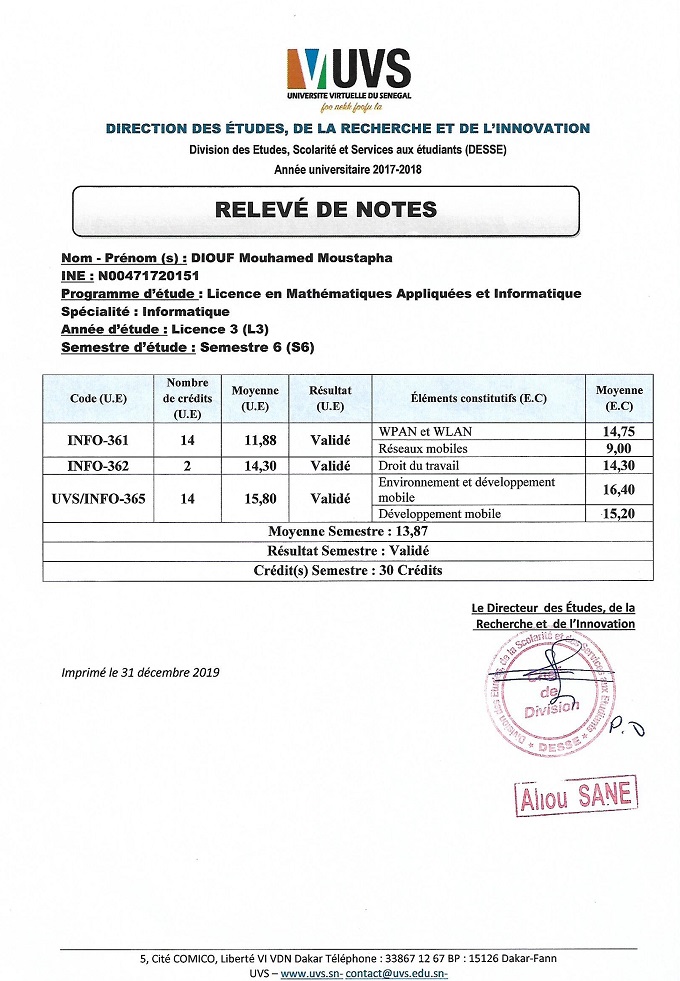 UVS
UNIVERSITE VIRTUELLE DU SENEGAL
foo nekk foofu la
DIRECTION DES ÉTUDES, DE LA RECHERCHE ET DE L'INNOVATION
Division des Etudes, Scolarité et Services aux étudiants (DESSE)
Année universitaire 2017-2018
RELEVÉ DE NOTES
Nom - Prénom (s) : DIOUF Mouhamed Moustapha
INE : N00471720151
Programme d'étude : Licence en Mathématiques Appliquées et Informatique
Spécialité : Informatique
Année d'étude : Licence 3 (L3)
Semestre d'étude : Semestre 6 (S6)
Code (U.E) Nombre de crédits (U.E) Moyenne (U.E) Résultat (U.E) Éléments constitutifs (E.C) Moyenne (E.C)
INFO-361 14 11,88 Validé WPAN et WLAN 14,75
Réseaux mobiles 9,00
INFO-362 2 14,30 Validé Droit du travail 14,30
UVS/INFO-365 14 15,80 Validé Environnement et développement mobile 16,40
Développement mobile 15,20
Moyenne Semestre : 13,87
Résultat Semestre : Validé
Crédit(s) Semestre : 30 Crédits
Le Directeur des Études, de la
Recherche et de l'Innovation
Imprimé le 31 décembre 2019
Division des Etudes, de la Scolarité et des Services aux Etudiants
Chef
de
Division
* DESSE *
P.O
Aliou SANE
5, Cité COMICO, Liberté VI VDN Dakar Téléphone : 33867 12 67 BP : 15126 Dakar-Fann
UVS – www.uvs.sn- contact@uvs.edu.sn-